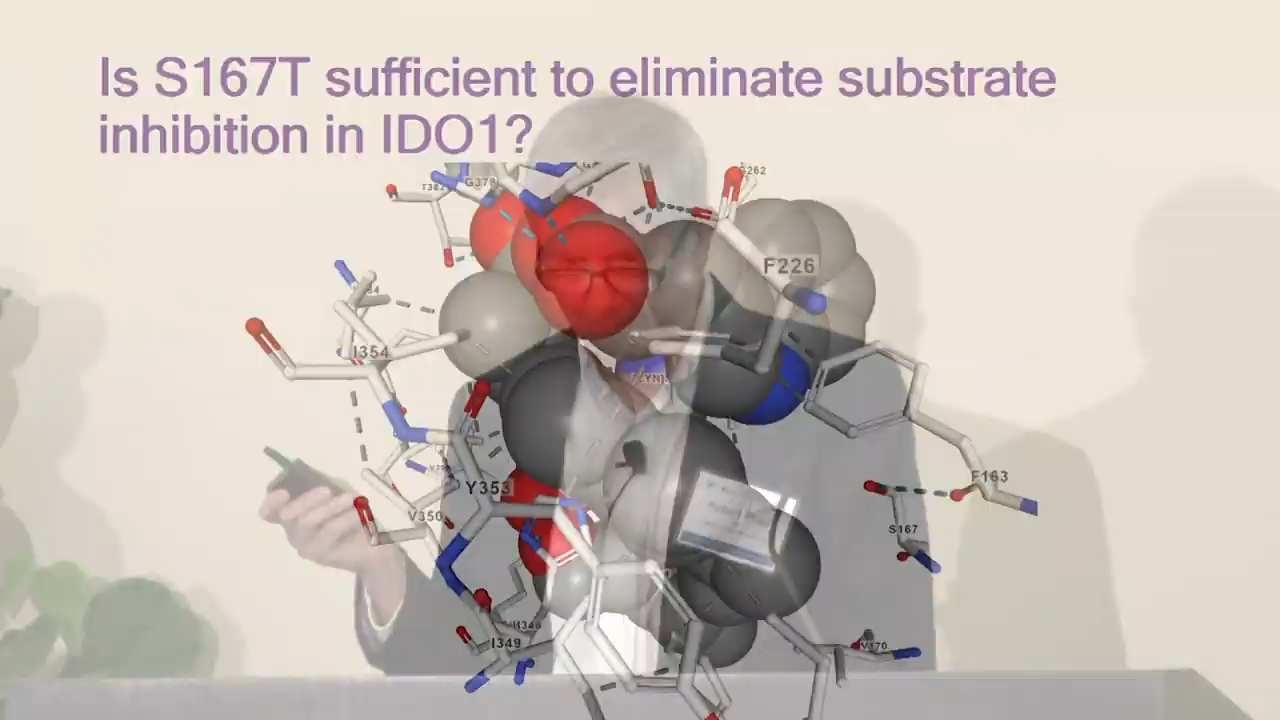 Is S167T sufficient to eliminate substrate
inhibition in IDO1?
F226
I354
F163
Y353
V350
S167
I349